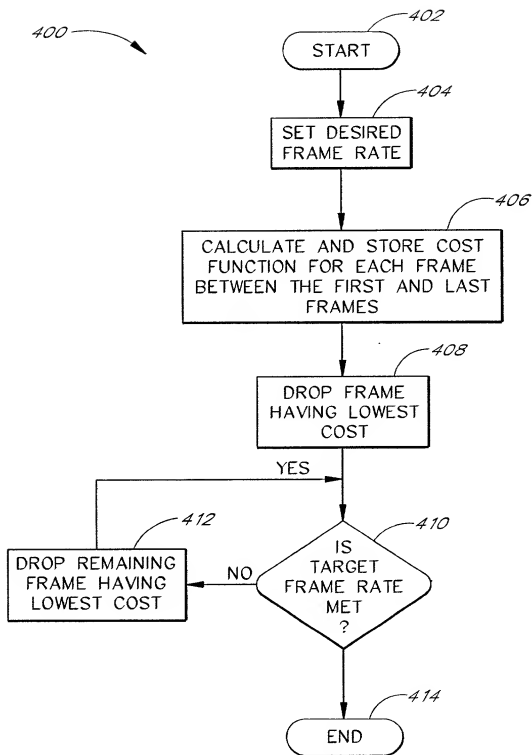 400
402
START
404
SET DESIRED
FRAME RATE
406
CALCULATE AND STORE COST
FUNCTION FOR EACH FRAME
BETWEEN THE FIRST AND LAST
FRAMES
408
DROP FRAME
HAVING LOWEST
COST
YES
412
DROP REMAINING
FRAME HAVING
LOWEST COST
NO
410
IS
TARGET
FRAME RATE
MET
?
414
END